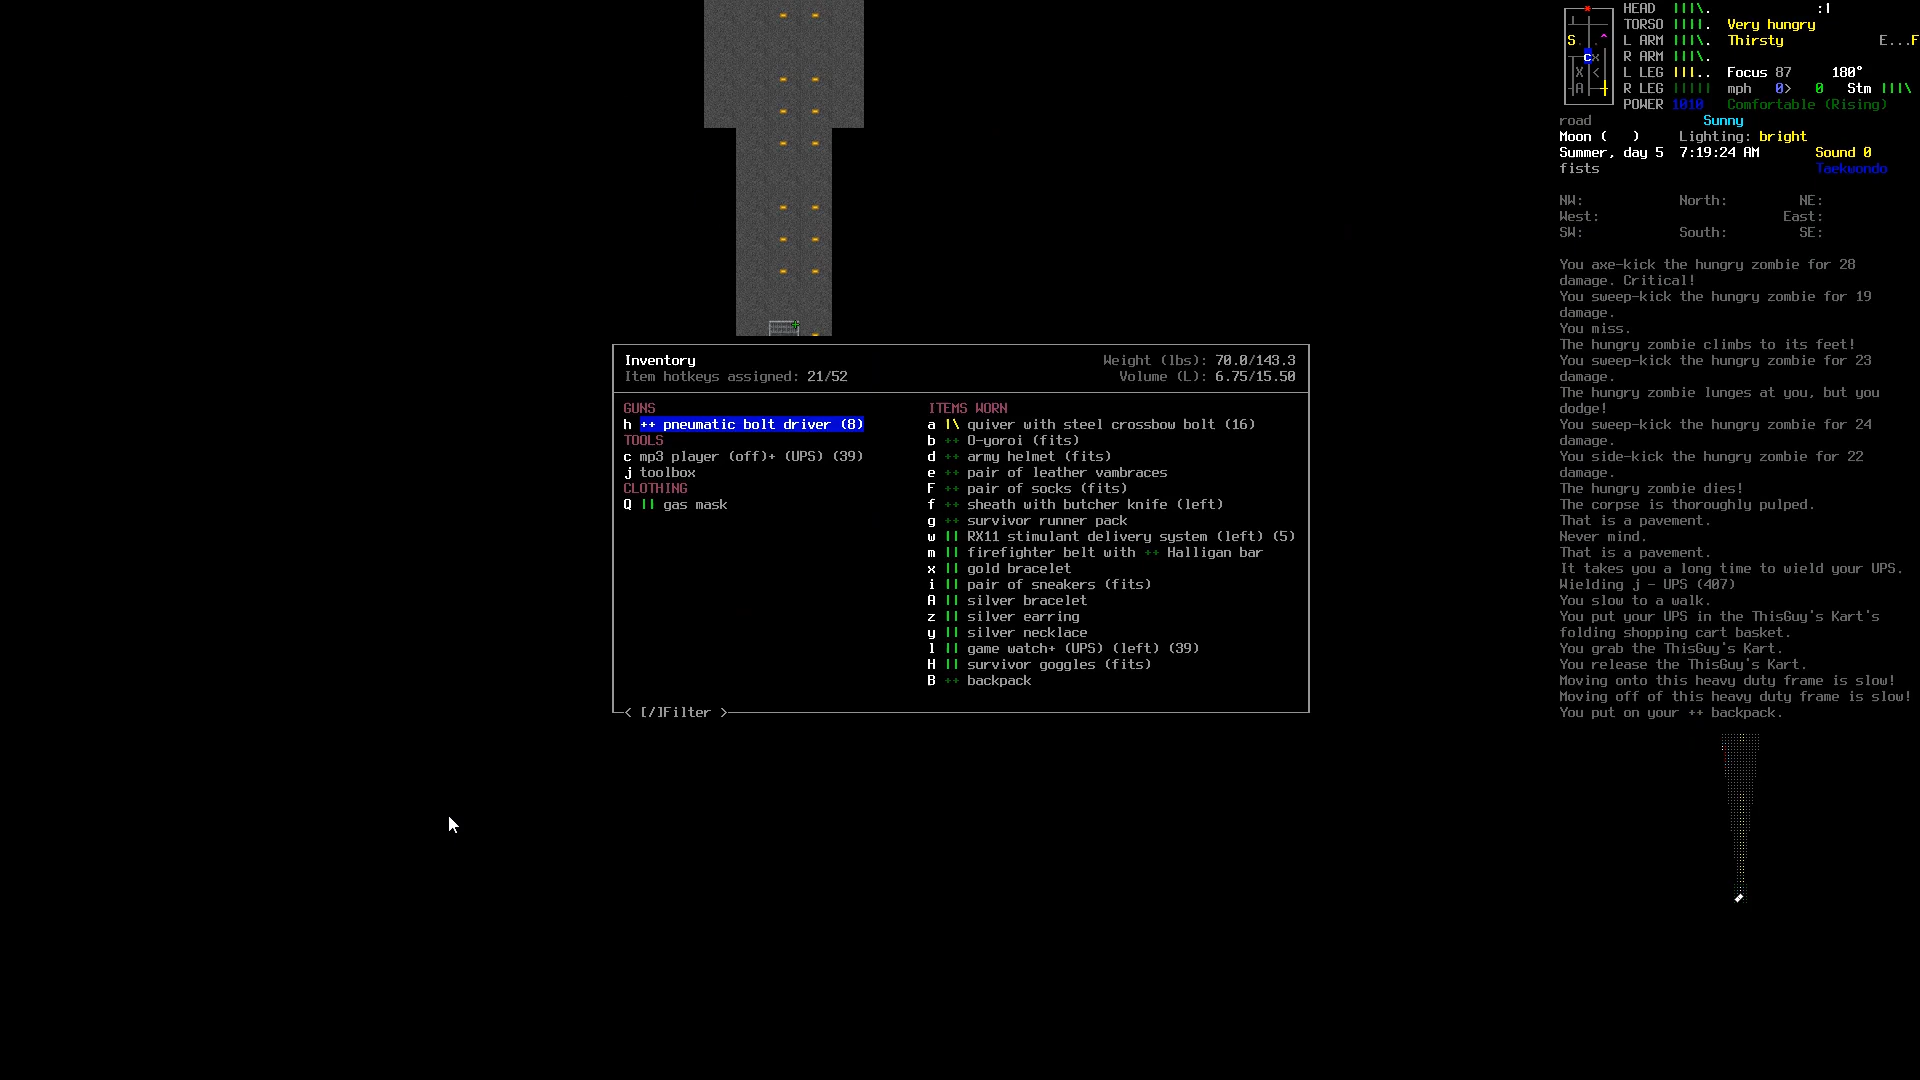 Inventory
Weight (lbs): 70.0/143.3
Item hotkeys assigned: 21/52
Volume (L): 6.75/15.50
GUNS
h ++ pneumatic bolt driver (8)
TOOLS
c mp3 player (off)+ (UPS) (39)
j toolbox
CLOTHING
Q || gas mask
ITEMS WORN
a |\ quiver with steel crossbow bolt (16)
b ++ O-yoroi (fits)
d ++ army helmet (fits)
e ++ pair of leather vambraces
F ++ pair of socks (fits)
f ++ sheath with butcher knife (left)
g ++ survivor runner pack
w || RX11 stimulant delivery system (left) (5)
m || firefighter belt with ++ Halligan bar
x || gold bracelet
i || pair of sneakers (fits)
A || silver bracelet
z || silver earring
y || silver necklace
l || game watch+ (UPS) (left) (39)
H || survivor goggles (fits)
B ++ backpack
< [/]Filter >
HEAD |||\. :|
TORSO ||||. Very hungry
L ARM |||\. Thirsty E...F
R ARM |||\.
L LEG |||.. Focus 87 180°
R LEG ||||| mph 0> 0 Stm |||\
POWER 1010 Comfortable (Rising)
road Sunny
Moon (   ) Lighting: bright
Summer, day 5 7:19:24 AM Sound 0
fists Taekwondo
NW: North: NE:
West: East:
SW: South: SE:
You axe-kick the hungry zombie for 28
damage. Critical!
You sweep-kick the hungry zombie for 19
damage.
You miss.
The hungry zombie climbs to its feet!
You sweep-kick the hungry zombie for 23
damage.
The hungry zombie lunges at you, but you
dodge!
You sweep-kick the hungry zombie for 24
damage.
You side-kick the hungry zombie for 22
damage.
The hungry zombie dies!
The corpse is thoroughly pulped.
That is a pavement.
Never mind.
That is a pavement.
It takes you a long time to wield your UPS.
Wielding j - UPS (407)
You slow to a walk.
You put your UPS in the ThisGuy's Kart's
folding shopping cart basket.
You grab the ThisGuy's Kart.
You release the ThisGuy's Kart.
Moving onto this heavy duty frame is slow!
Moving off of this heavy duty frame is slow!
You put on your ++ backpack.